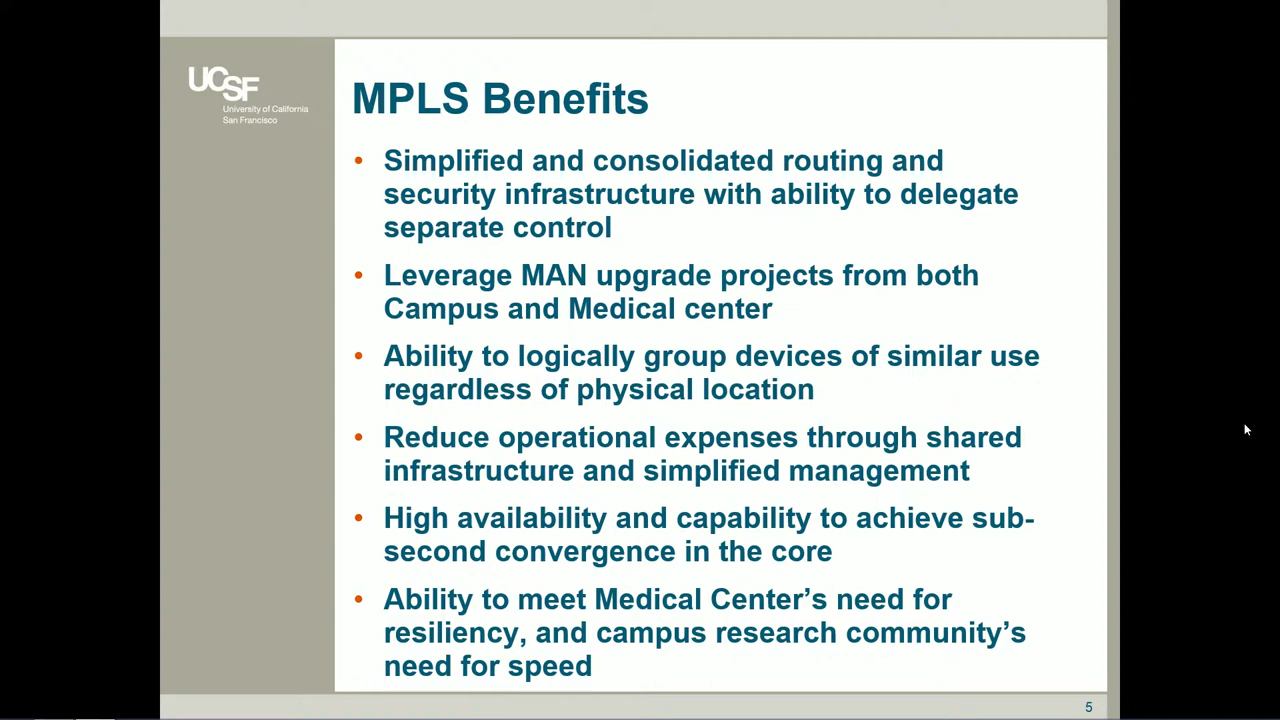 UCSF
University of California
San Francisco
MPLS Benefits
• Simplified and consolidated routing and
security infrastructure with ability to delegate
separate control
• Leverage MAN upgrade projects from both
Campus and Medical center
• Ability to logically group devices of similar use
regardless of physical location
• Reduce operational expenses through shared
infrastructure and simplified management
• High availability and capability to achieve sub-
second convergence in the core
• Ability to meet Medical Center’s need for
resiliency, and campus research community’s
need for speed
5